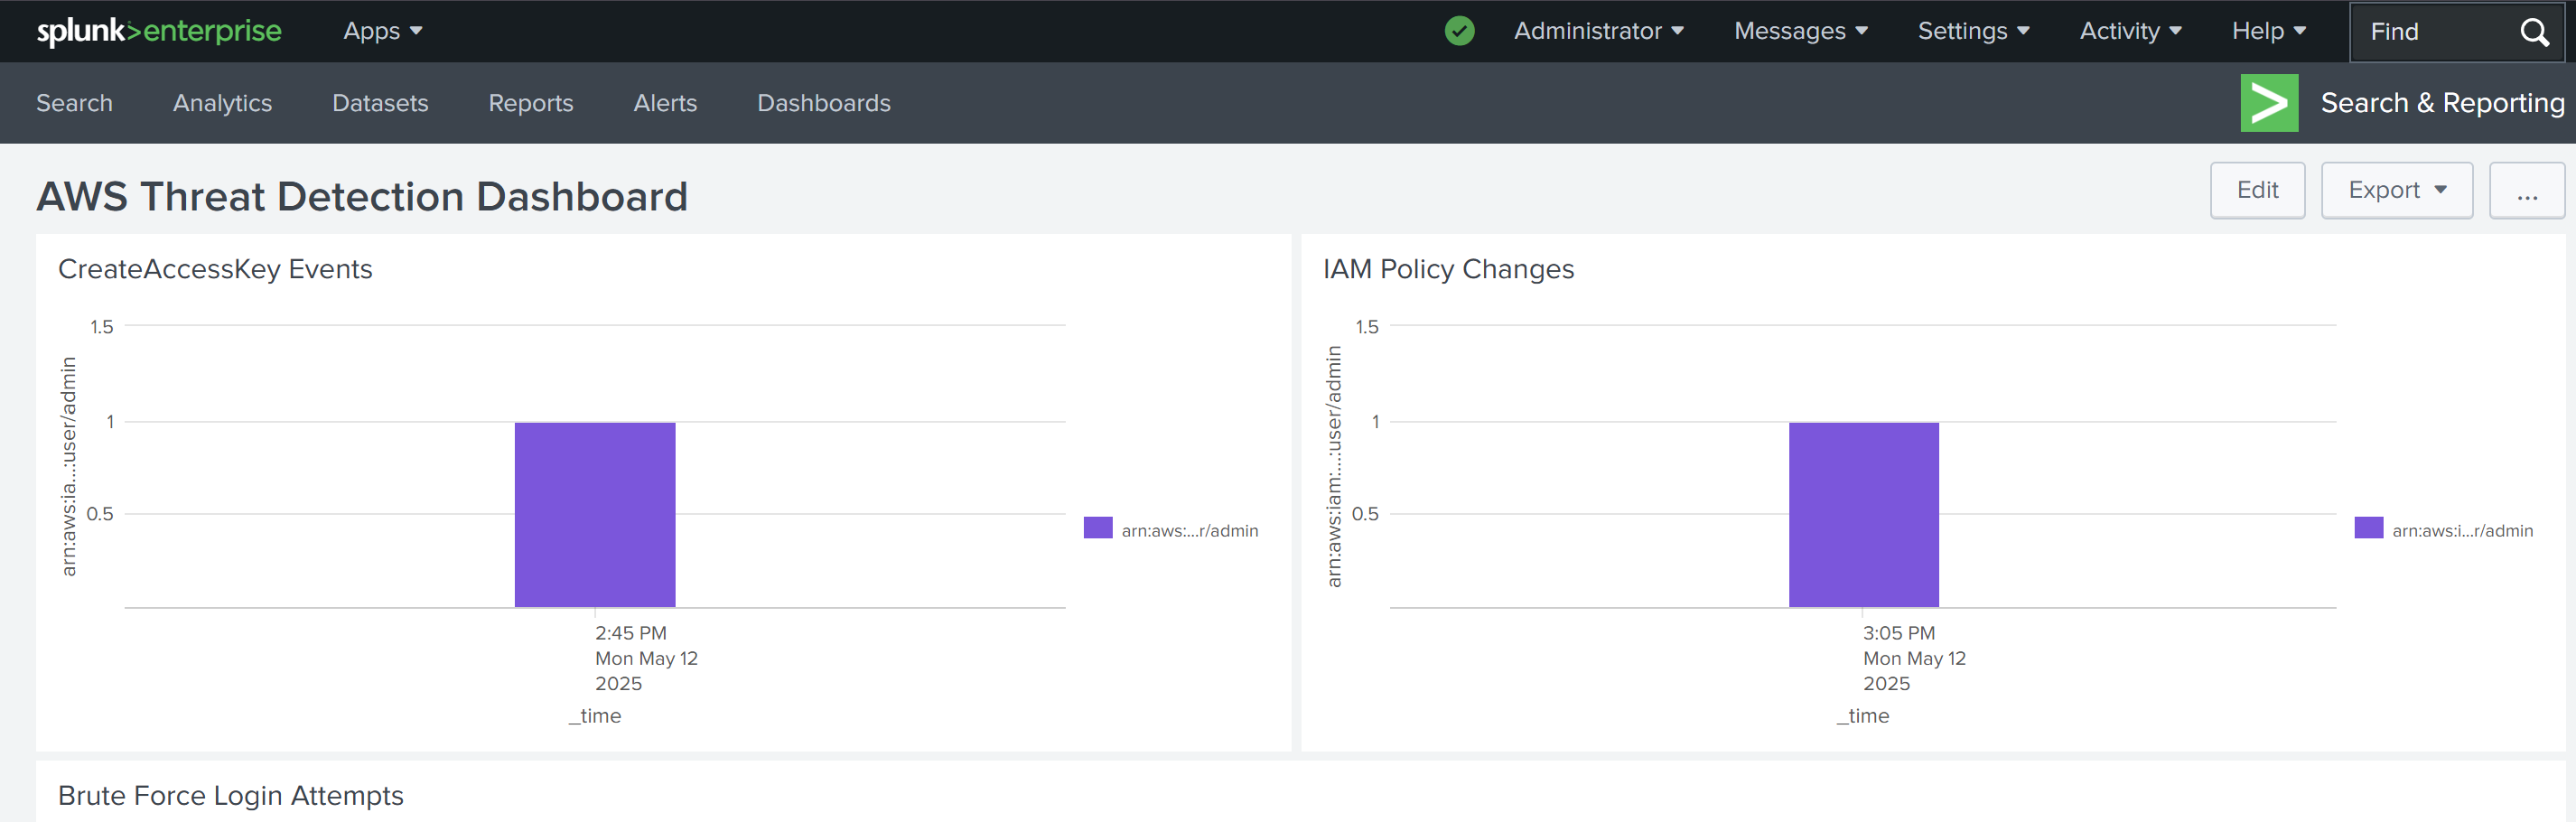 splunk>enterprise Apps Administrator Messages Settings Activity Help Find
Search Analytics Datasets Reports Alerts Dashboards Search & Reporting
AWS Threat Detection Dashboard
Edit Export ...
CreateAccessKey Events
1.5
1
0.5
arn:aws:ia...:user/admin
2:45 PM
Mon May 12
2025
_time
arn:aws:...r/admin
IAM Policy Changes
1.5
1
0.5
arn:aws:iam:...:user/admin
3:05 PM
Mon May 12
2025
_time
arn:aws:i...r/admin
Brute Force Login Attempts